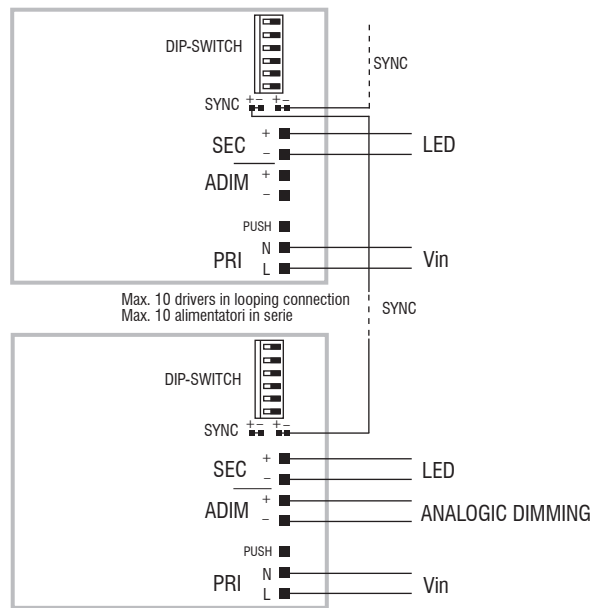 DIP-SWITCH
SYNC
SYNC + − + −
SEC + − LED
ADIM + −
PUSH
PRI N L Vin
Max. 10 drivers in looping connection
Max. 10 alimentatori in serie
SYNC
DIP-SWITCH
SYNC + − + −
SEC + − LED
ADIM + − ANALOGIC DIMMING
PUSH
PRI N L Vin